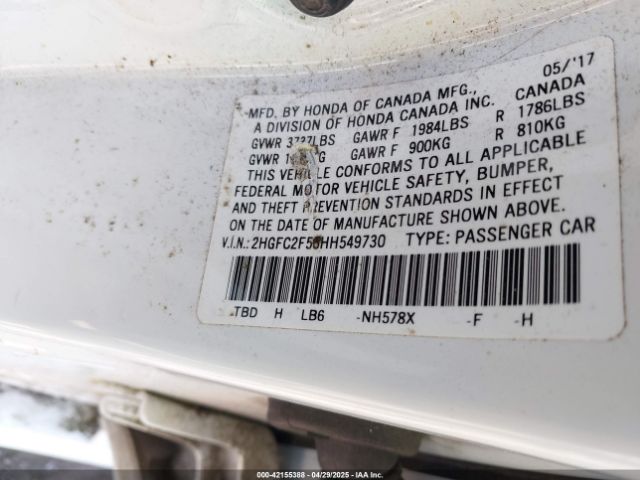 MFD. BY HONDA OF CANADA MFG., 05/'17
A DIVISION OF HONDA CANADA INC. CANADA
GVWR LBS GAWR F 1984LBS R 1786LBS
GVWR GAWR F 900KG R 810KG
THIS VEHICLE CONFORMS TO ALL APPLICABLE
FEDERAL MOTOR VEHICLE SAFETY, BUMPER,
AND THEFT PREVENTION STANDARDS IN EFFECT
ON THE DATE OF MANUFACTURE SHOWN ABOVE.
V.I.N.: TYPE: PASSENGER CAR
TBD H LB6 -NH578X -F -H
00-42155388 | 04/29/2025 | IAA Inc.